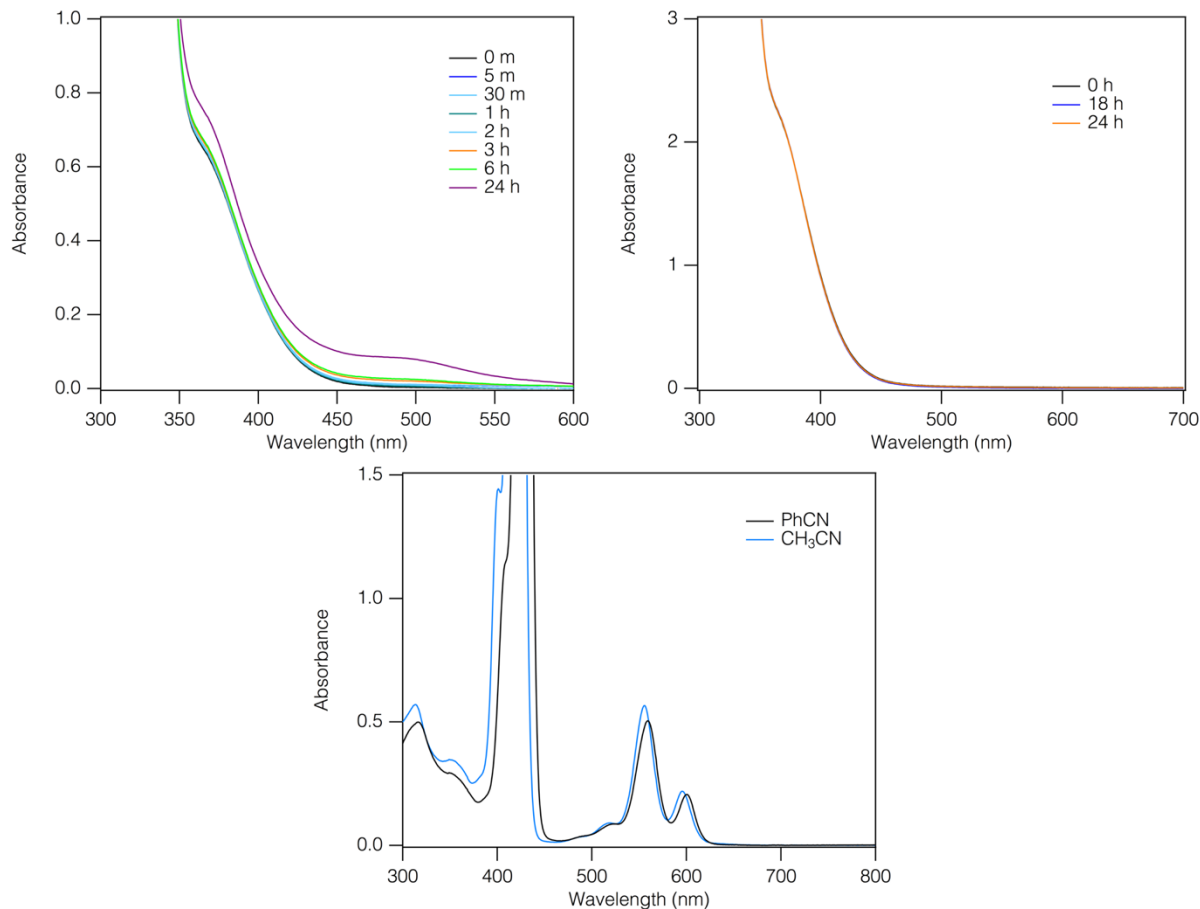 1.0
0.8
0.6
0.4
0.2
0.0
Absorbance
300
350
400
450
500
550
600
Wavelength (nm)
0 m
5 m
30 m
1 h
2 h
3 h
6 h
24 h
3
2
1
0
Absorbance
300
400
500
600
700
Wavelength (nm)
0 h
18 h
24 h
1.5
1.0
0.5
0.0
Absorbance
300
400
500
600
700
800
Wavelength (nm)
PhCN
CH₃CN